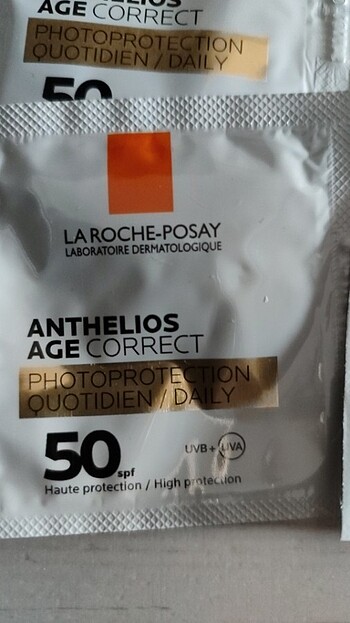 AGE CORRECT
PHOTOPROTECTION
QUOTIDIEN / DAILY
50
LA ROCHE-POSAY
LABORATOIRE DERMATOLOGIQUE
ANTHELIOS
AGE CORRECT
PHOTOPROTECTION
QUOTIDIEN / DAILY
50 spf
UVB + UVA
Haute protection / High protection